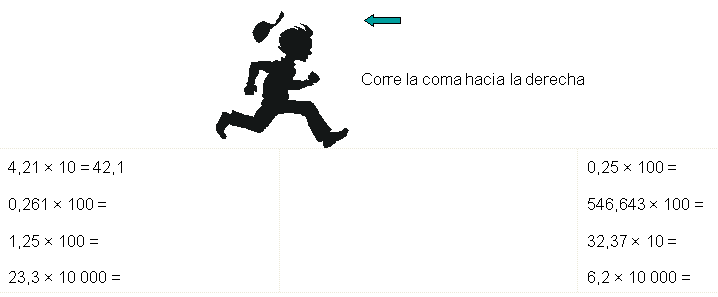 Corre la coma hacia la derecha
4,21 × 10 = 42,1
0,261 × 100 =
1,25 × 100 =
23,3 × 10 000 =
0,25 × 100 =
546,643 × 100 =
32,37 × 10 =
6,2 × 10 000 =